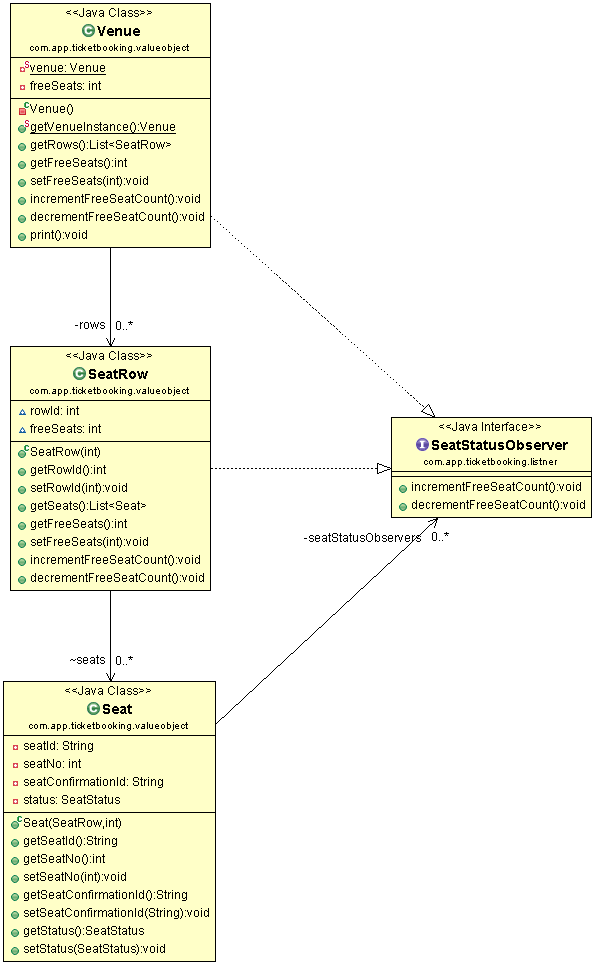 <<Java Class>>
Venue
com.app.ticketbooking.valueobject
venue: Venue
freeSeats: int
Venue()
getVenueInstance():Venue
getRows():List<SeatRow>
getFreeSeats():int
setFreeSeats(int):void
incrementFreeSeatCount():void
decrementFreeSeatCount():void
print():void
-rows 0..*
<<Java Class>>
SeatRow
com.app.ticketbooking.valueobject
rowId: int
freeSeats: int
SeatRow(int)
getRowId():int
setRowId(int):void
getSeats():List<Seat>
getFreeSeats():int
setFreeSeats(int):void
incrementFreeSeatCount():void
decrementFreeSeatCount():void
<<Java Interface>>
SeatStatusObserver
com.app.ticketbooking.listner
incrementFreeSeatCount():void
decrementFreeSeatCount():void
-seatStatusObservers 0..*
~seats 0..*
<<Java Class>>
Seat
com.app.ticketbooking.valueobject
seatId: String
seatNo: int
seatConfirmationId: String
status: SeatStatus
Seat(SeatRow,int)
getSeatId():String
getSeatNo():int
setSeatNo(int):void
getSeatConfirmationId():String
setSeatConfirmationId(String):void
getStatus():SeatStatus
setStatus(SeatStatus):void